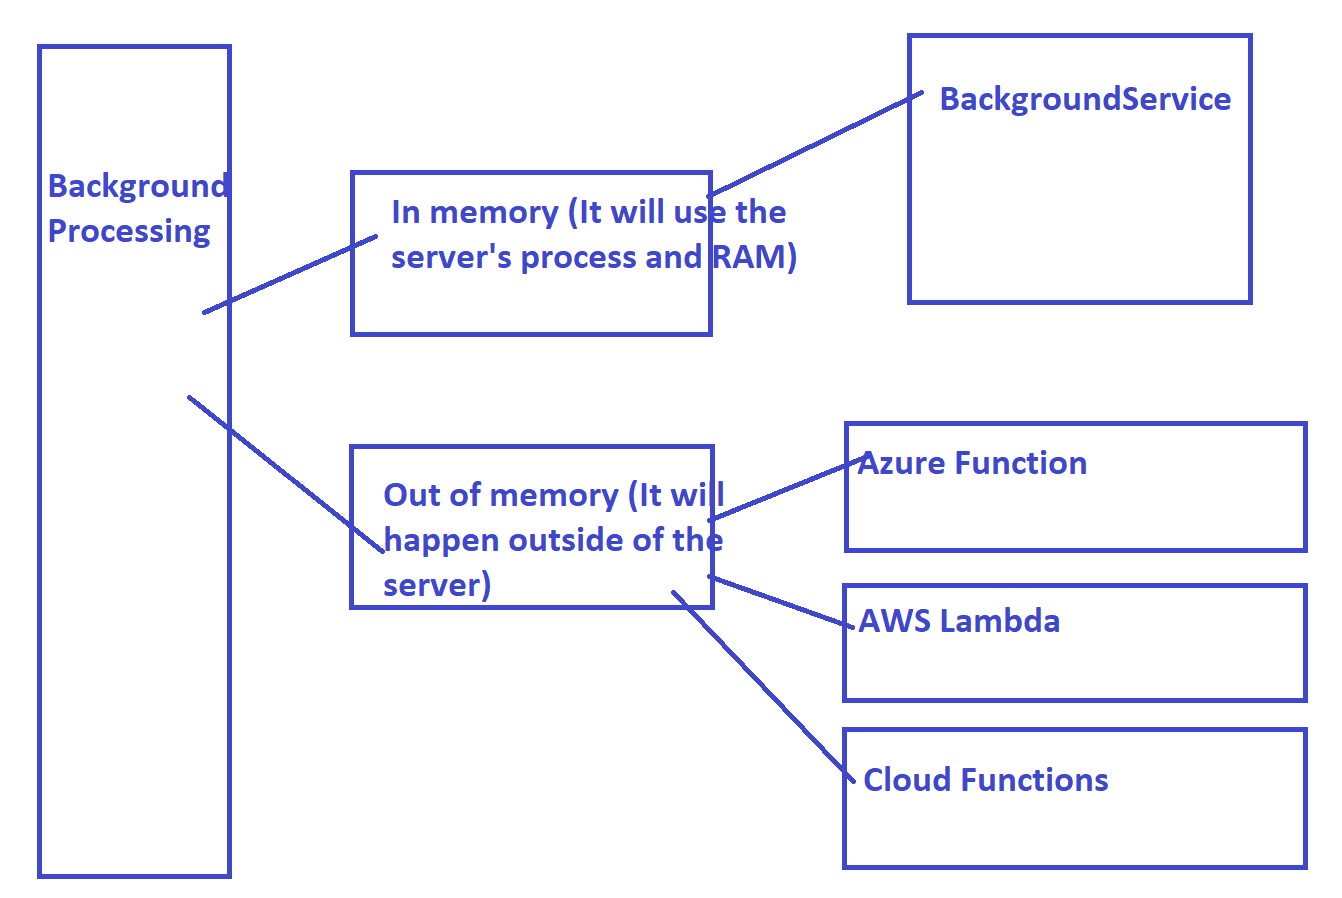 Background
Processing
In memory (It will use the
server's process and RAM)
BackgroundService
Out of memory (It will
happen outside of the
server)
Azure Function
AWS Lambda
Cloud Functions